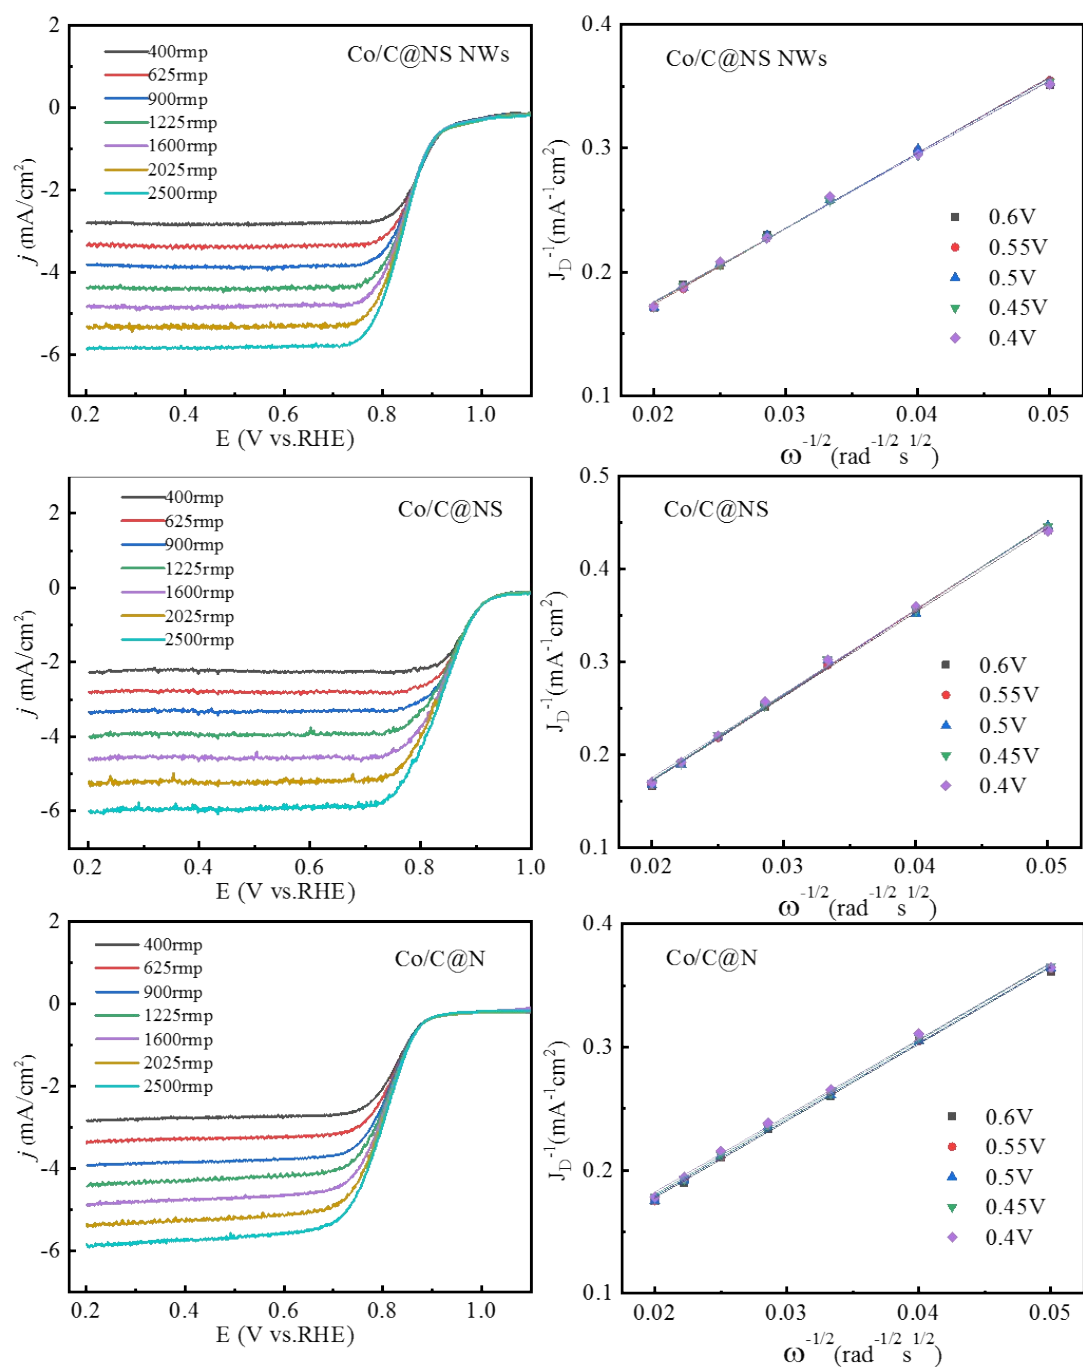 Co/C@NS NWs
400rmp
625rmp
900rmp
1225rmp
1600rmp
2025rmp
2500rmp
2
0
-2
-4
-6
j (mA/cm²)
0.2 0.4 0.6 0.8 1.0
E (V vs.RHE)
Co/C@NS NWs
0.4
0.3
0.2
0.1
J_D⁻¹(mA⁻¹cm²)
0.6V
0.55V
0.5V
0.45V
0.4V
0.02 0.03 0.04 0.05
ω⁻¹/²(rad⁻¹/²s¹/²)
Co/C@NS
400rmp
625rmp
900rmp
1225rmp
1600rmp
2025rmp
2500rmp
2
0
-2
-4
-6
j (mA/cm²)
0.2 0.4 0.6 0.8 1.0
E (V vs.RHE)
Co/C@NS
0.5
0.4
0.3
0.2
0.1
J_D⁻¹(mA⁻¹cm²)
0.6V
0.55V
0.5V
0.45V
0.4V
0.02 0.03 0.04 0.05
ω⁻¹/²(rad⁻¹/²s¹/²)
Co/C@N
400rmp
625rmp
900rmp
1225rmp
1600rmp
2025rmp
2500rmp
2
0
-2
-4
-6
j (mA/cm²)
0.2 0.4 0.6 0.8 1.0
E (V vs.RHE)
Co/C@N
0.4
0.3
0.2
0.1
J_D⁻¹(mA⁻¹cm²)
0.6V
0.55V
0.5V
0.45V
0.4V
0.02 0.03 0.04 0.05
ω⁻¹/²(rad⁻¹/²s¹/²)